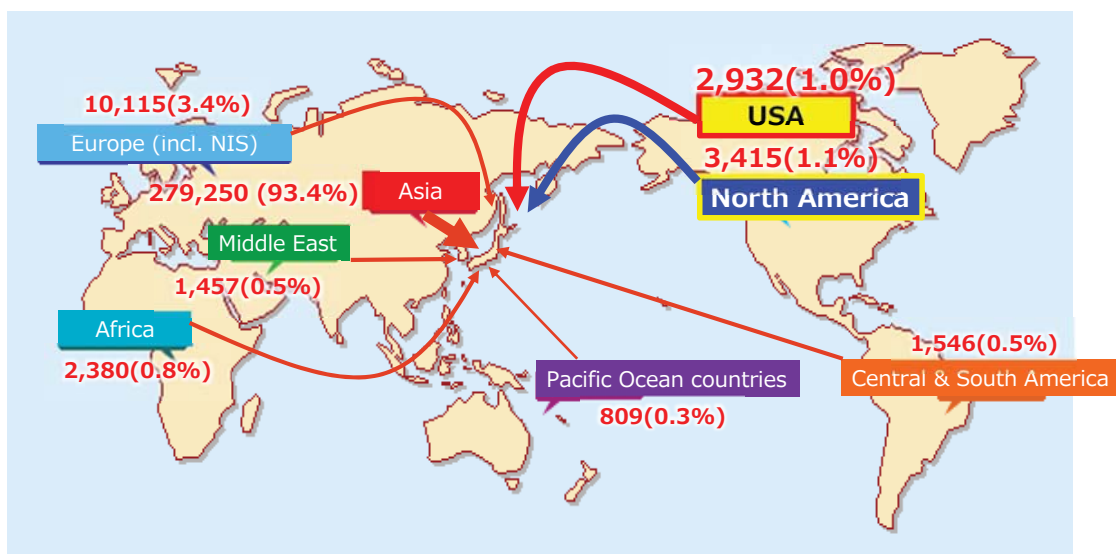 2,932(1.0%)
USA
10,115(3.4%)
Europe (incl. NIS)
3,415(1.1%)
North America
279,250 (93.4%)
Asia
Middle East
1,457(0.5%)
Africa
2,380(0.8%)
1,546(0.5%)
Central & South America
Pacific Ocean countries
809(0.3%)